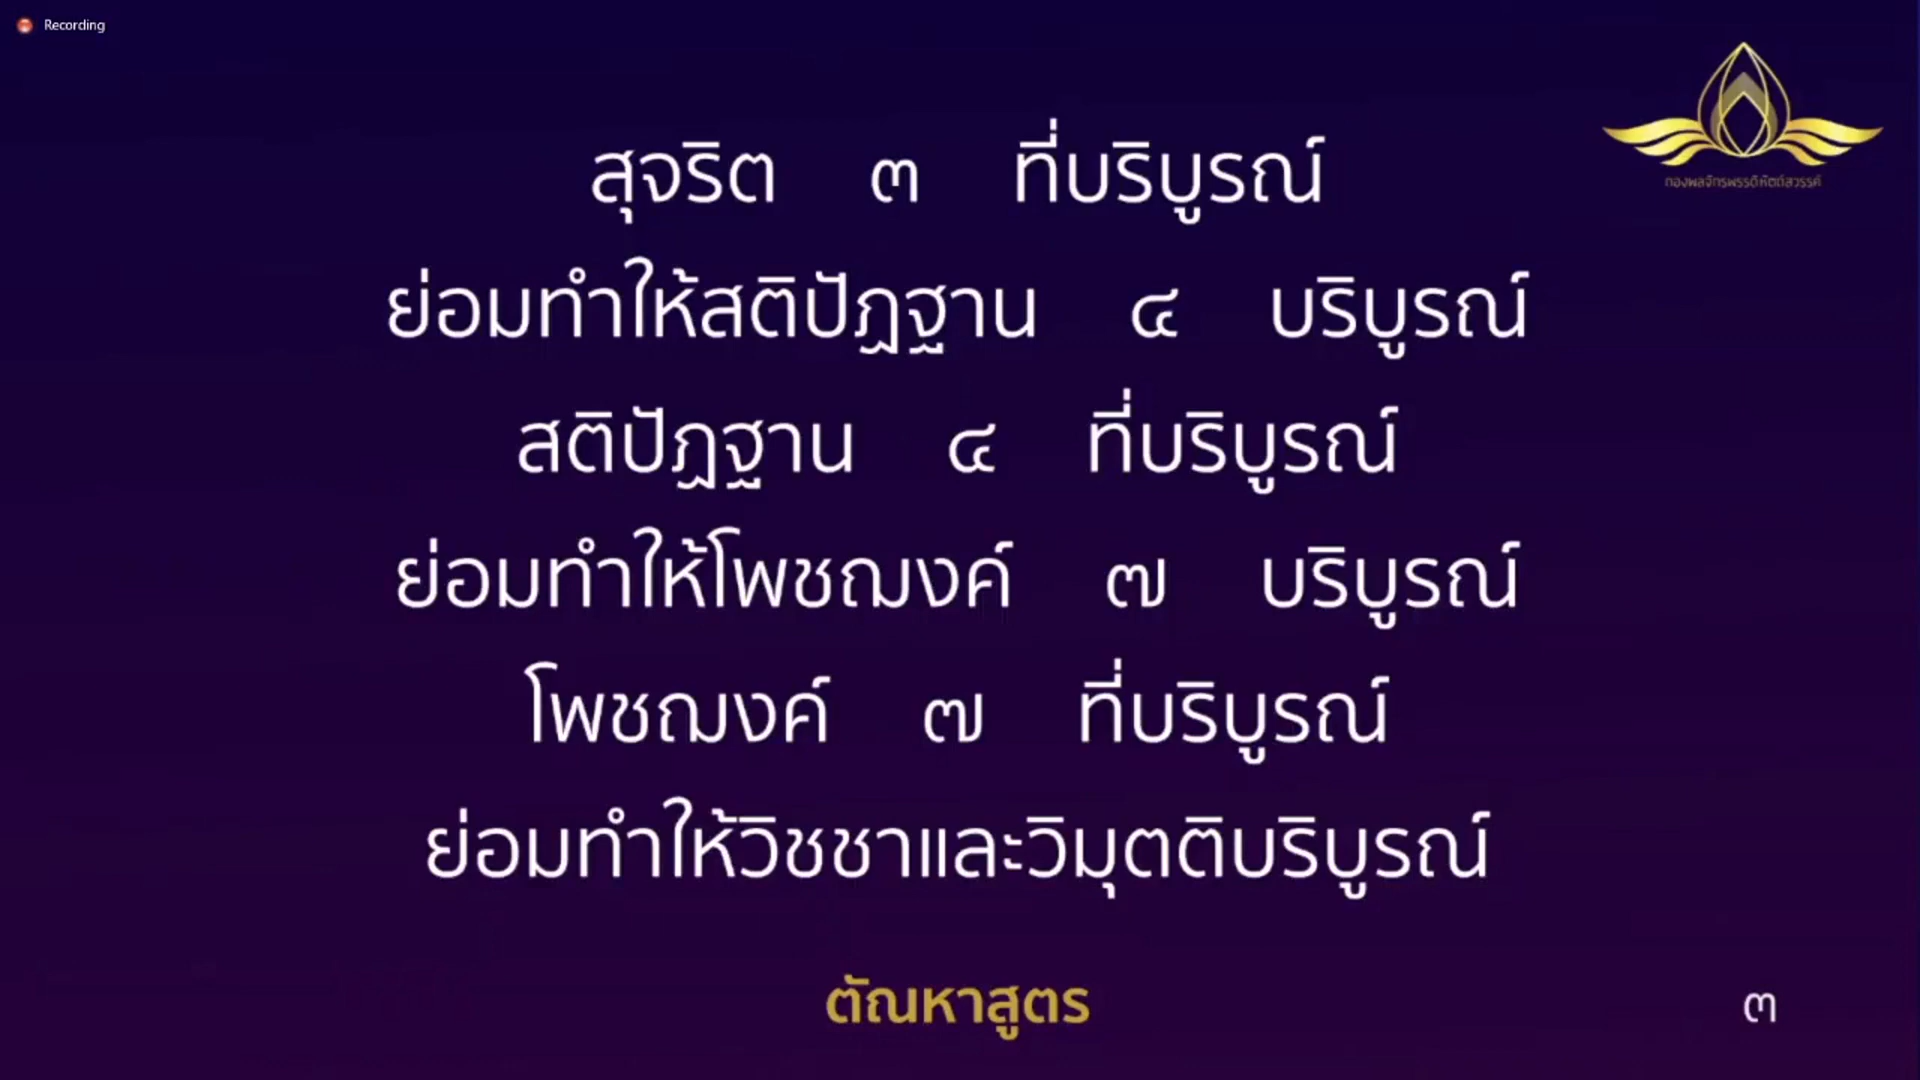 Recording
สุจริต ๓ ที่บริบูรณ์
ย่อมทำให้สติปัฏฐาน ๔ บริบูรณ์
สติปัฏฐาน ๔ ที่บริบูรณ์
ย่อมทำให้โพชฌงค์ ๗ บริบูรณ์
โพชฌงค์ ๗ ที่บริบูรณ์
ย่อมทำให้วิชชาและวิมุตติบริบูรณ์
ตัณหาสูตร
๓